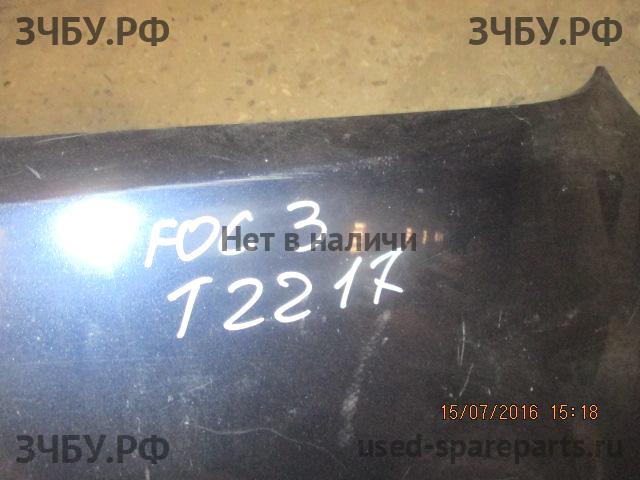 ЗЧБУ.РФ ЗЧБУ.РФ
FOC 3
Нет в наличи
T2217
15/07/2016 15:18
ЗЧБУ.РФ used-spareparts.ru